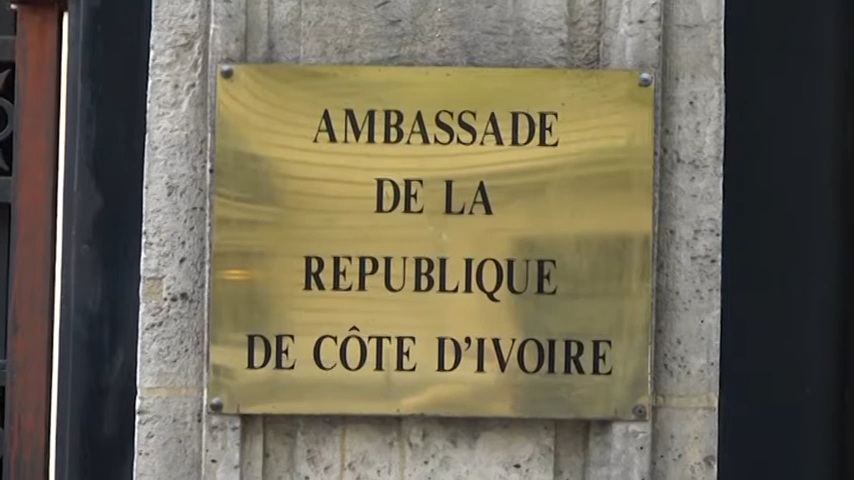 AMBASSADE
DE LA
REPUBLIQUE
DE CÔTE D'IVOIRE